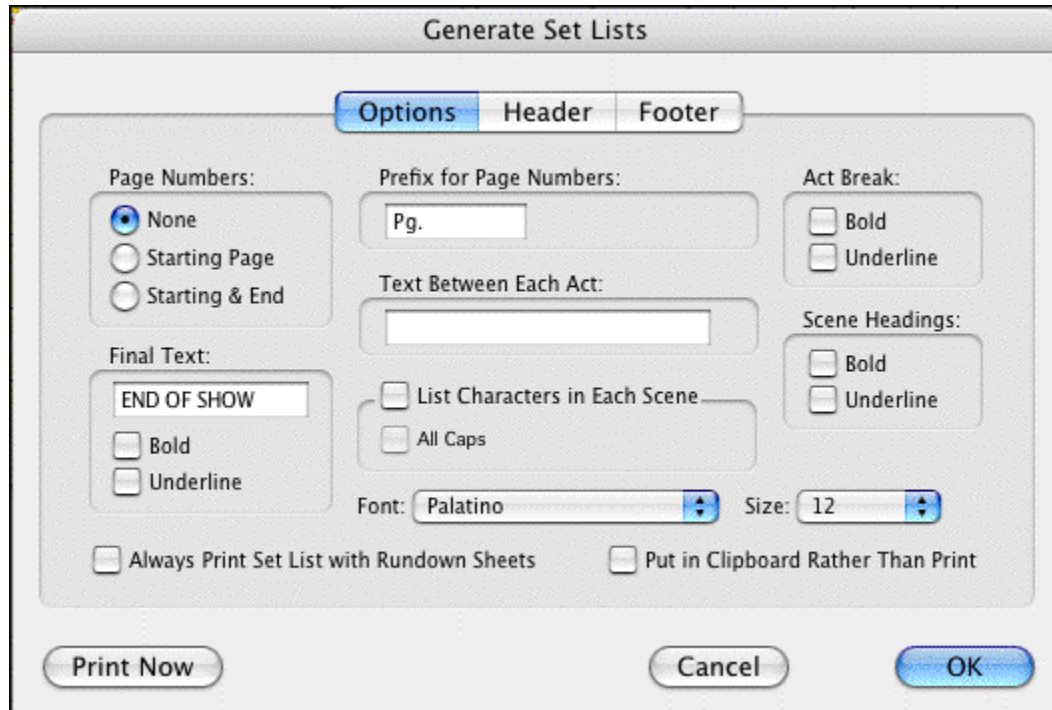 Generate Set Lists
Options Header Footer
Page Numbers:
None
Starting Page
Starting & End
Prefix for Page Numbers:
Pg.
Act Break:
Bold
Underline
Text Between Each Act:
Scene Headings:
Bold
Underline
Final Text:
END OF SHOW
Bold
Underline
List Characters in Each Scene
All Caps
Font: Palatino
Size: 12
Always Print Set List with Rundown Sheets
Put in Clipboard Rather Than Print
Print Now
Cancel
OK